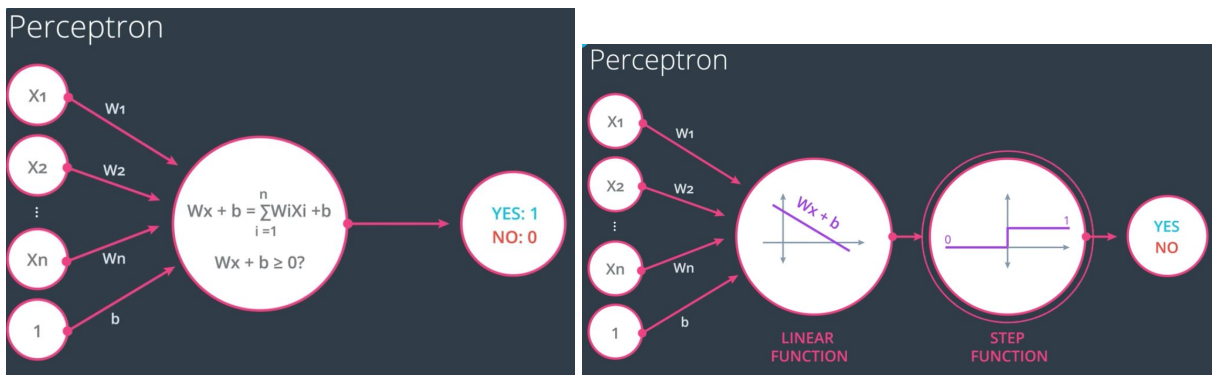 Perceptron
X1
W1
X2
W2
⋮
Xn
Wn
1
b
n
Wx + b = ∑WiXi +b
i =1
Wx + b ≥ 0?
YES: 1
NO: 0
Perceptron
X1
W1
X2
W2
⋮
Xn
Wn
1
b
Wx + b
LINEAR
FUNCTION
0
1
STEP
FUNCTION
YES
NO